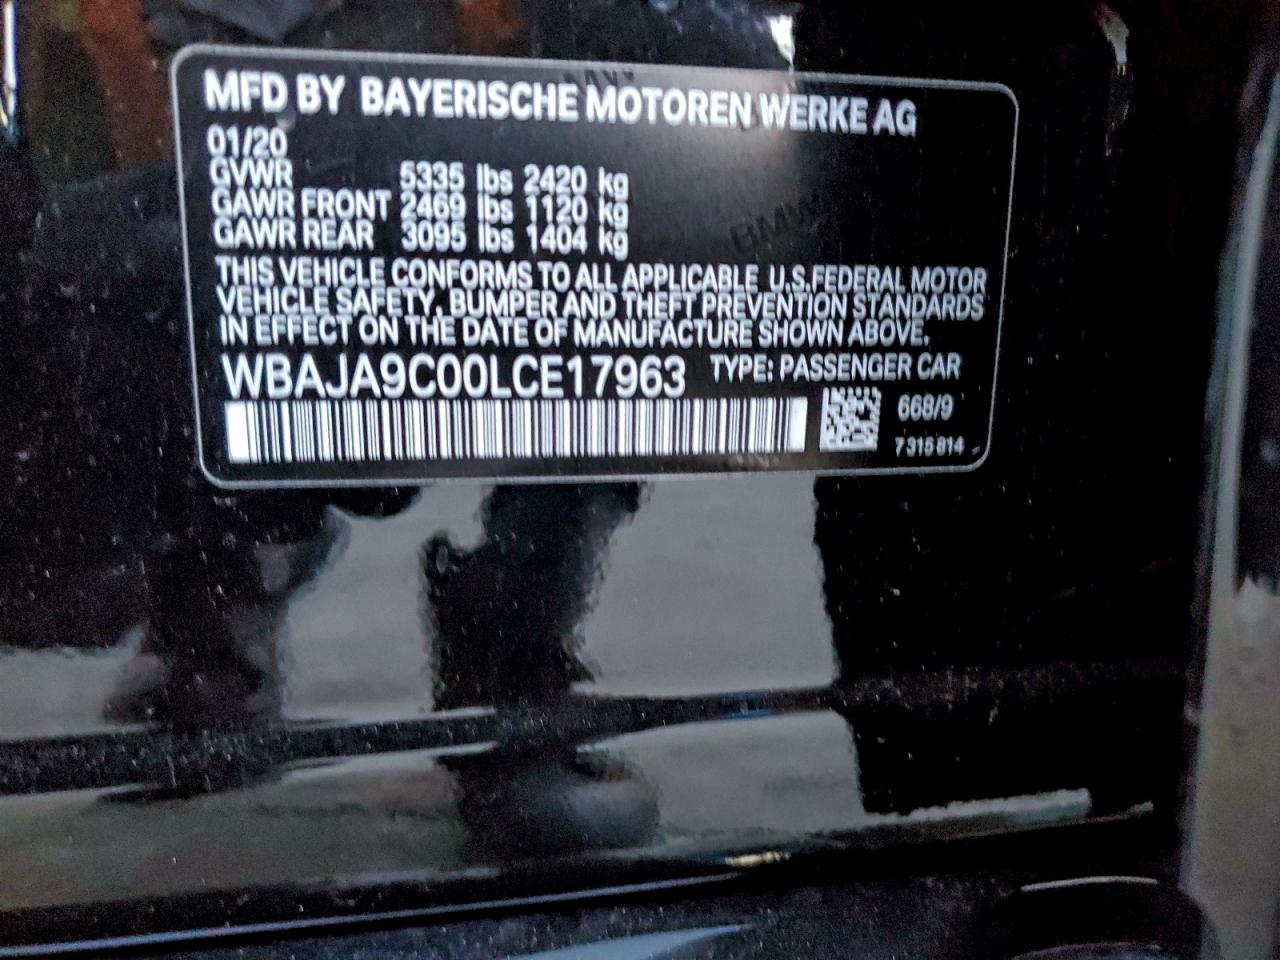 MFD BY BAYERISCHE MOTOREN WERKE AG
01/20
GVWR 5335 lbs 2420 kg
GAWR FRONT 2469 lbs 1120 kg
GAWR REAR 3095 lbs 1404 kg
THIS VEHICLE CONFORMS TO ALL APPLICABLE U.S.FEDERAL MOTOR
VEHICLE SAFETY, BUMPER AND THEFT PREVENTION STANDARDS
IN EFFECT ON THE DATE OF MANUFACTURE SHOWN ABOVE.
WBAJA9C00LCE17963 TYPE: PASSENGER CAR
668/9
7 315 814
BMW